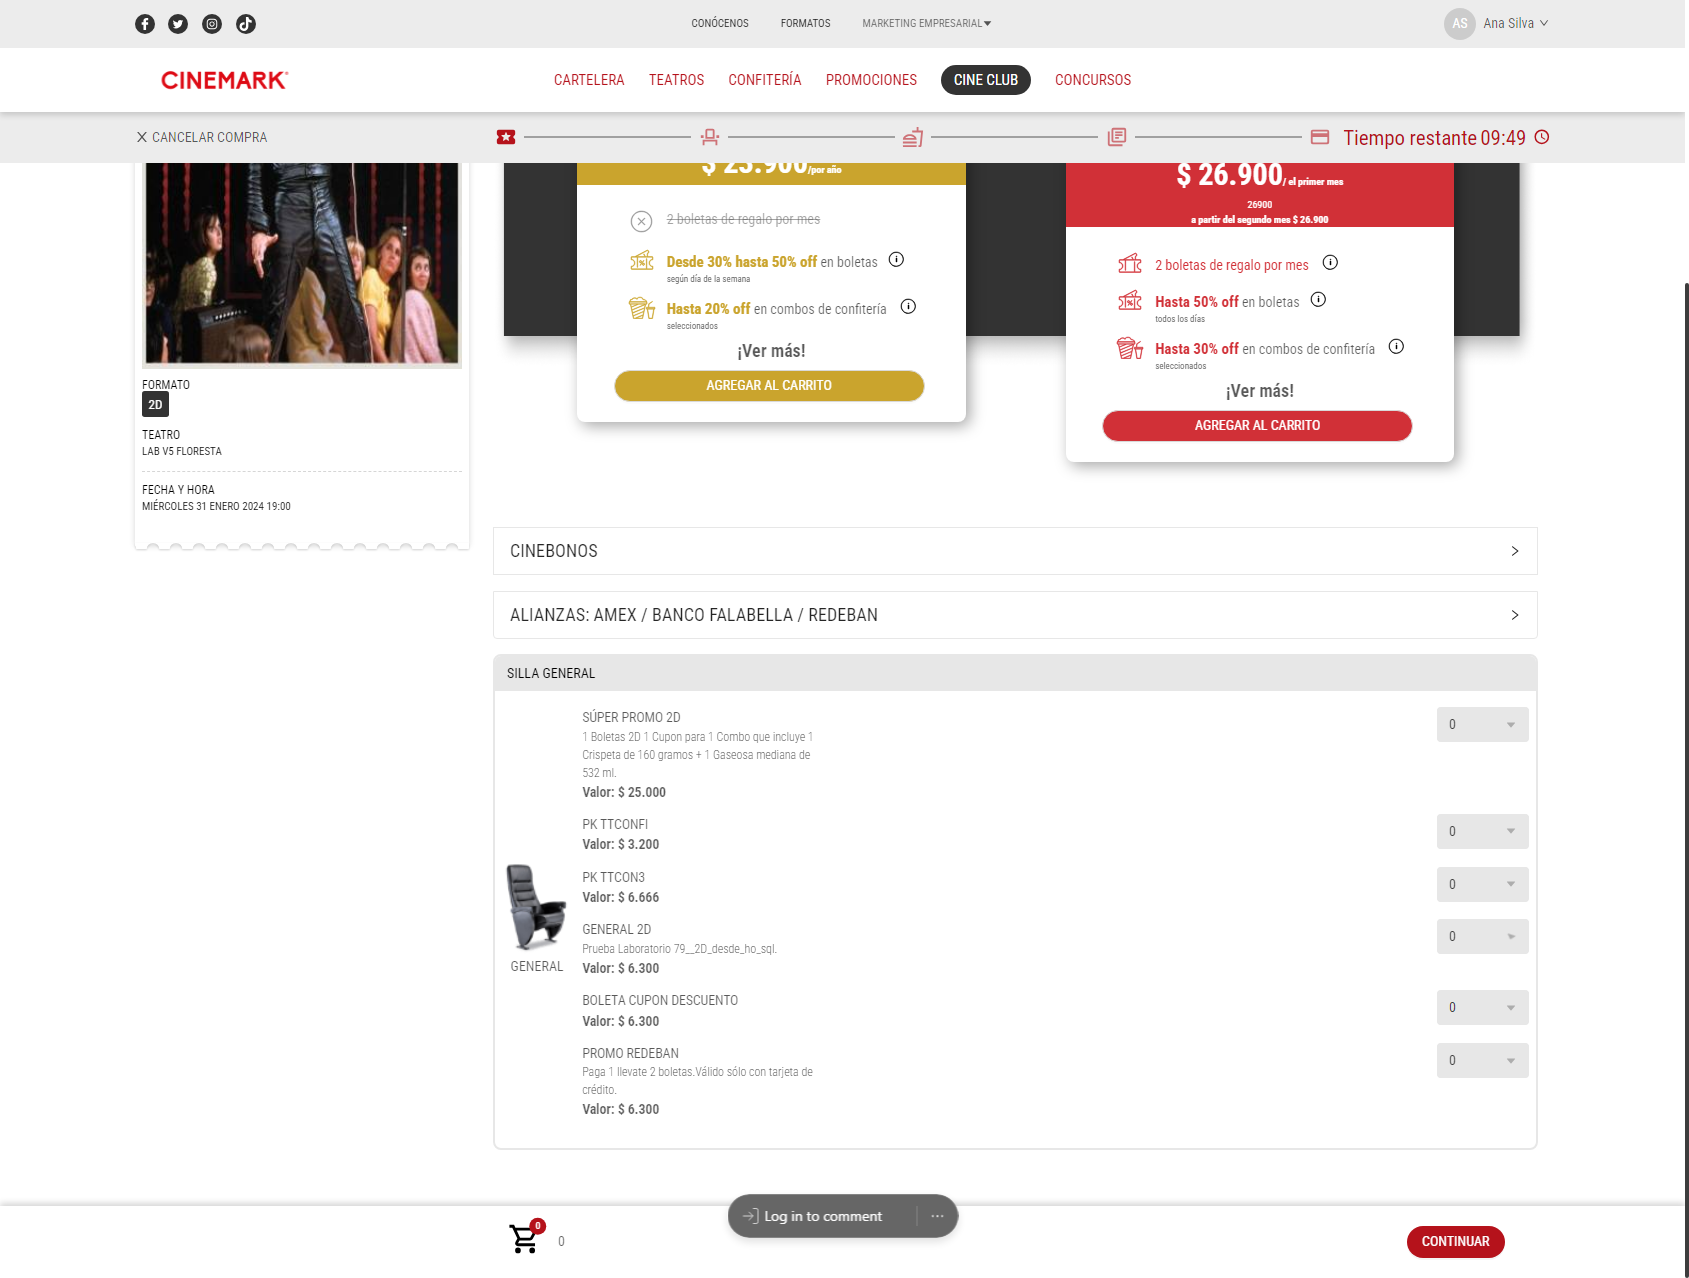 CONÓCENOS
FORMATOS
MARKETING EMPRESARIAL
AS
Ana Silva
CINEMARK
CARTELERA
TEATROS
CONFITERÍA
PROMOCIONES
CINE CLUB
CONCURSOS
CANCELAR COMPRA
Tiempo restante 09:49
/por año
2 boletas de regalo por mes
Desde 30% hasta 50% off en boletas
según día de la semana
Hasta 20% off en combos de confitería
seleccionados
¡Ver más!
AGREGAR AL CARRITO
$ 26.900 / el primer mes
26900
a partir del segundo mes $ 26.900
2 boletas de regalo por mes
Hasta 50% off en boletas
todos los días
Hasta 30% off en combos de confitería
seleccionados
¡Ver más!
AGREGAR AL CARRITO
FORMATO
2D
TEATRO
LAB V5 FLORESTA
FECHA Y HORA
MIÉRCOLES 31 ENERO 2024 19:00
CINEBONOS
ALIANZAS: AMEX / BANCO FALABELLA / REDEBAN
SILLA GENERAL
GENERAL
SÚPER PROMO 2D
1 Boletas 2D 1 Cupon para 1 Combo que incluye 1
Crispeta de 160 gramos + 1 Gaseosa mediana de
532 ml.
Valor: $ 25.000
0
PK TTCONFI
Valor: $ 3.200
0
PK TTCON3
Valor: $ 6.666
0
GENERAL 2D
Prueba Laboratorio 79__2D_desde_ho_sql.
Valor: $ 6.300
0
BOLETA CUPON DESCUENTO
Valor: $ 6.300
0
PROMO REDEBAN
Paga 1 llevate 2 boletas.Válido sólo con tarjeta de
crédito.
Valor: $ 6.300
0
0
0
Log in to comment
CONTINUAR